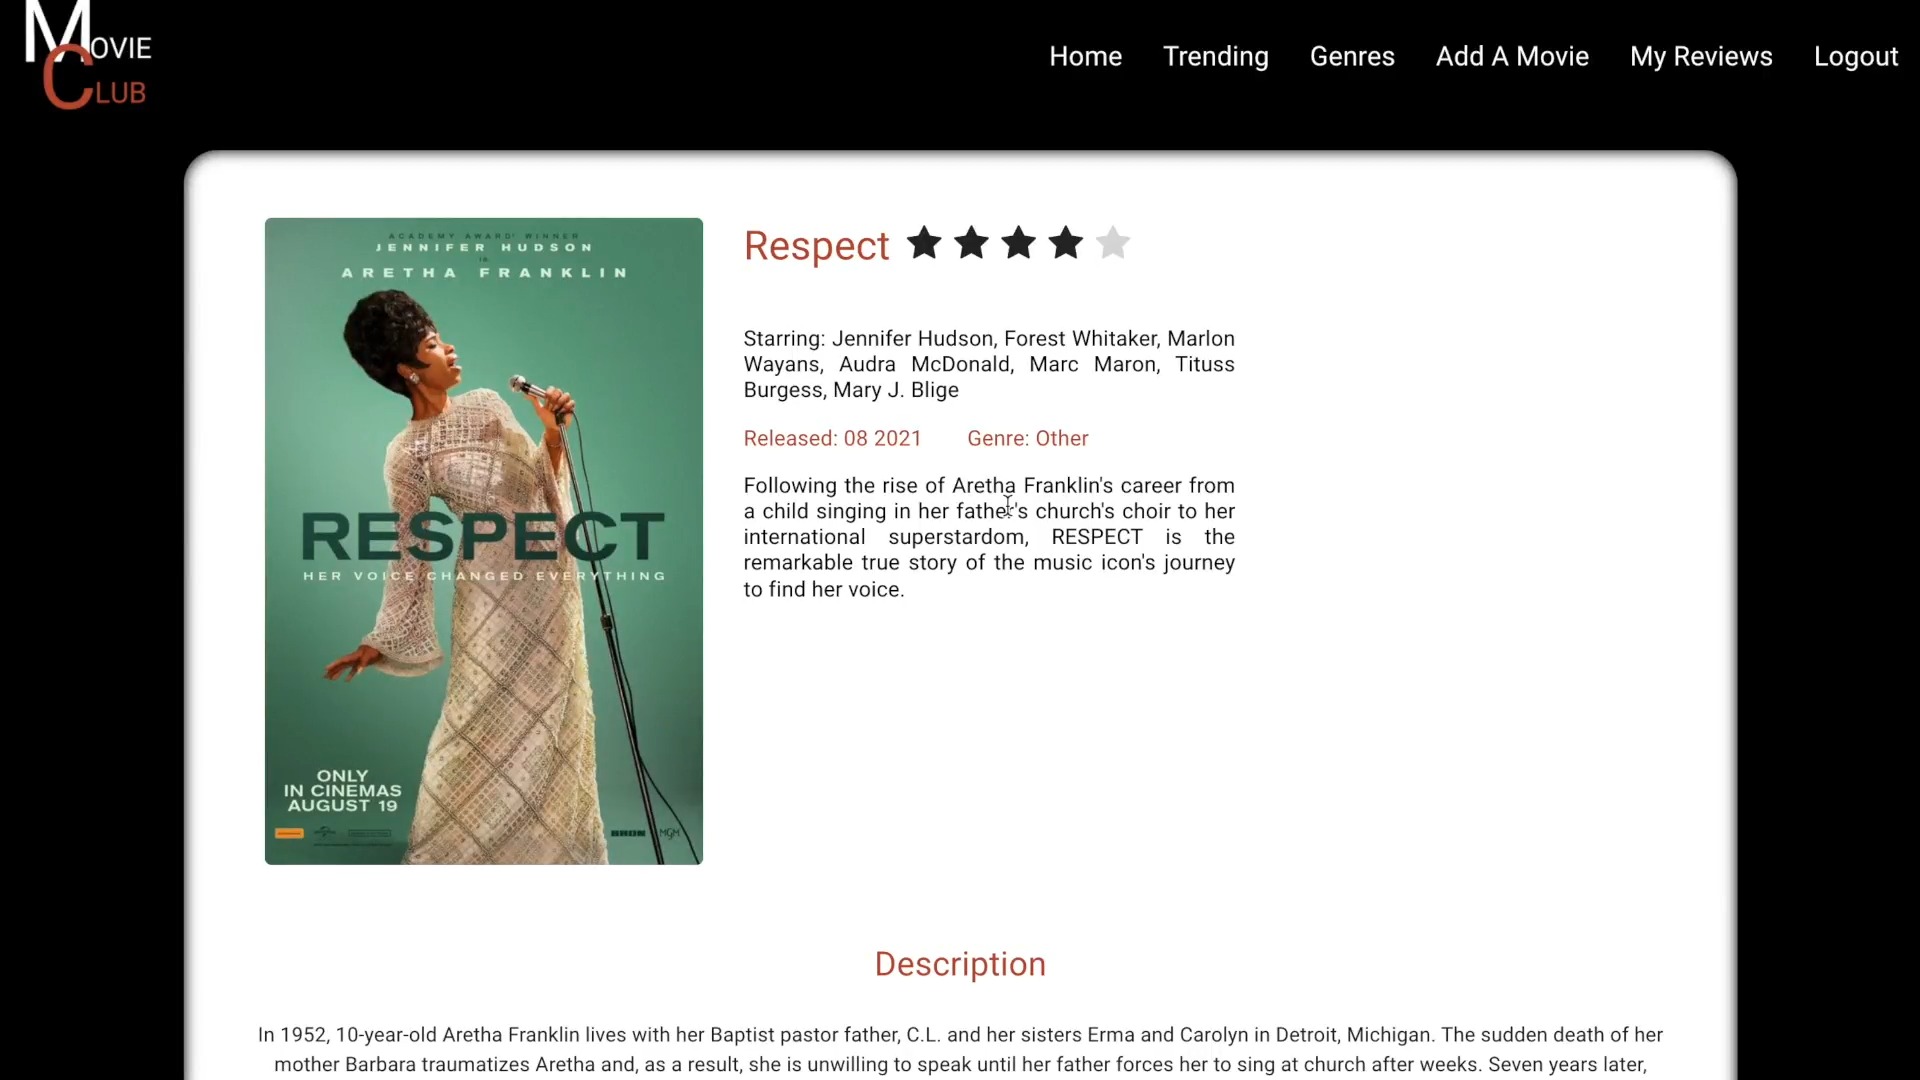 MOVIE
CLUB
Home Trending Genres Add A Movie My Reviews Logout
ACADEMY AWARD WINNER
JENNIFER HUDSON
IS
ARETHA FRANKLIN
RESPECT
HER VOICE CHANGED EVERYTHING
ONLY
IN CINEMAS
AUGUST 19
BRON MGM
Respect
Starring: Jennifer Hudson, Forest Whitaker, Marlon
Wayans, Audra McDonald, Marc Maron, Tituss
Burgess, Mary J. Blige
Released: 08 2021 Genre: Other
Following the rise of Aretha Franklin's career from
a child singing in her father's church's choir to her
international superstardom, RESPECT is the
remarkable true story of the music icon's journey
to find her voice.
Description
In 1952, 10-year-old Aretha Franklin lives with her Baptist pastor father, C.L. and her sisters Erma and Carolyn in Detroit, Michigan. The sudden death of her
mother Barbara traumatizes Aretha and, as a result, she is unwilling to speak until her father forces her to sing at church after weeks. Seven years later,